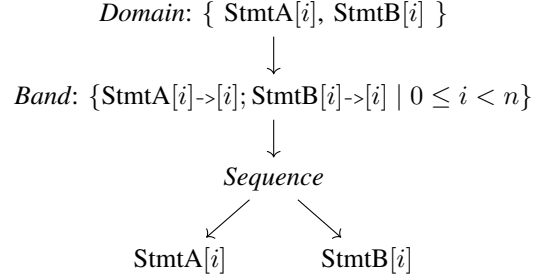 Domain: { StmtA[i], StmtB[i] }
Band: {StmtA[i]->[i]; StmtB[i]->[i] | 0 ≤ i < n}
Sequence
StmtA[i] StmtB[i]